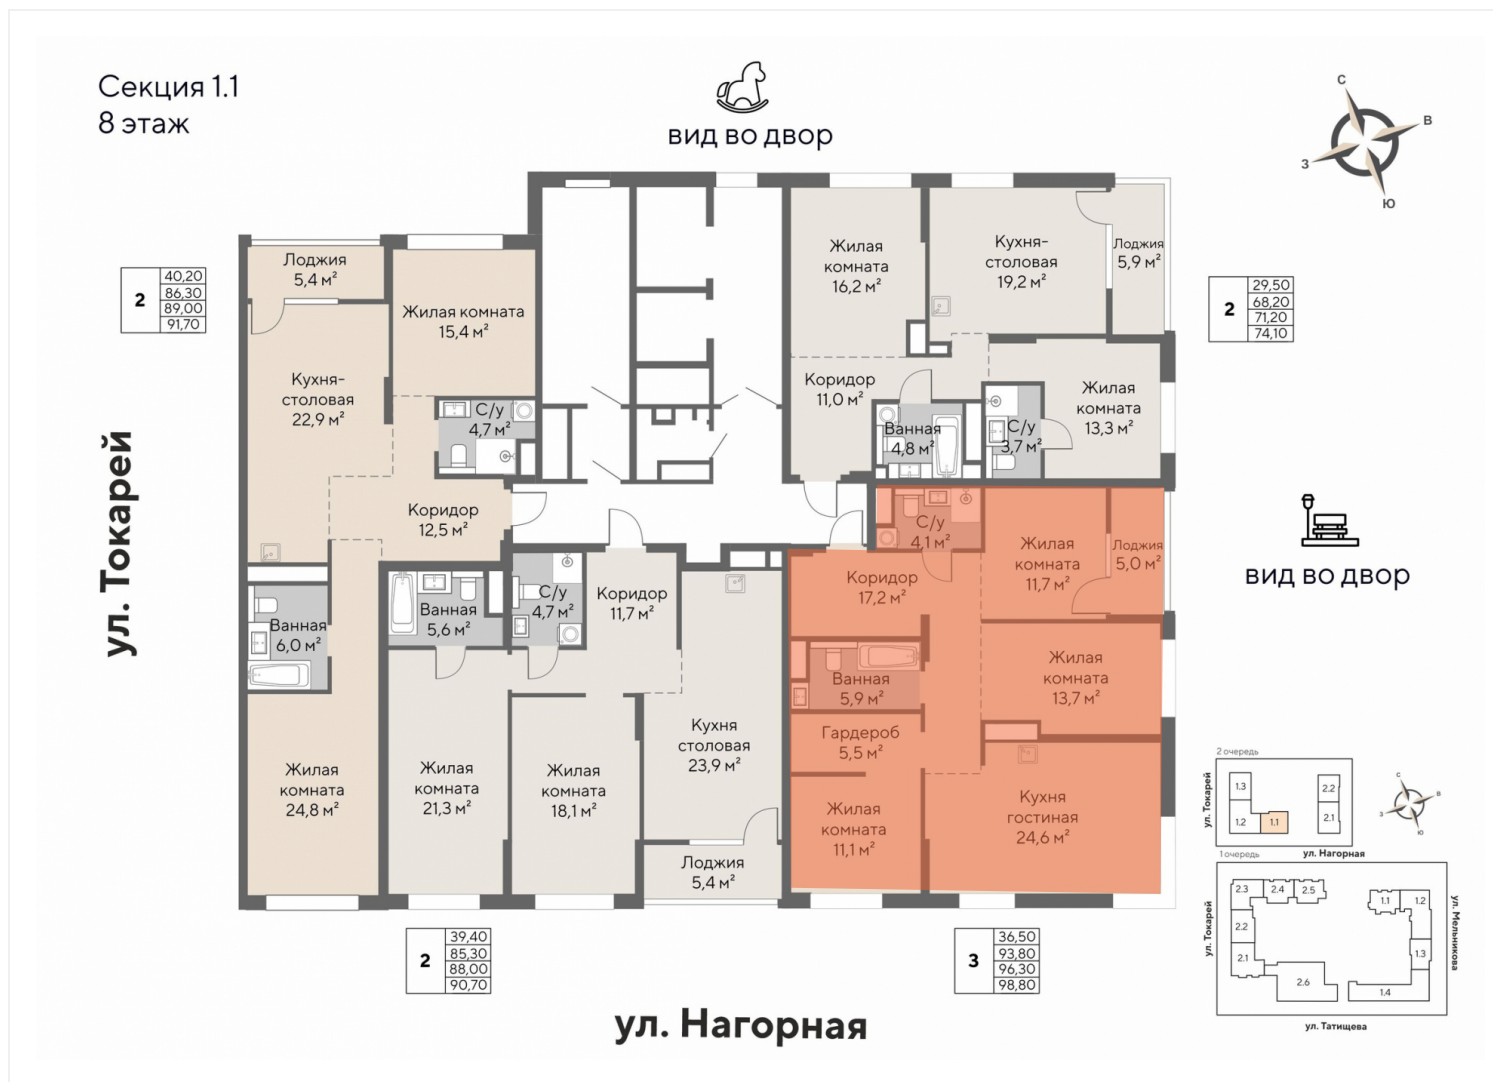 Секция 1.1
8 этаж
вид во двор
С
В
З
Ю
2
40,20
86,30
89,00
91,70
Лоджия
5,4 м²
Жилая комната
15,4 м²
Кухня-
столовая
22,9 м²
С/у
4,7 м²
Коридор
12,5 м²
Ванная
6,0 м²
Жилая
комната
24,8 м²
ул. Токарей
Жилая
комната
16,2 м²
Кухня-
столовая
19,2 м²
Лоджия
5,9 м²
Коридор
11,0 м²
Ванная
4,8 м²
С/у
3,7 м²
Жилая
комната
13,3 м²
2
29,50
68,20
71,20
74,10
Ванная
5,6 м²
С/у
4,7 м²
Коридор
11,7 м²
Жилая
комната
21,3 м²
Жилая
комната
18,1 м²
Кухня
столовая
23,9 м²
Лоджия
5,4 м²
С/у
4,1 м²
Коридор
17,2 м²
Жилая
комната
11,7 м²
Лоджия
5,0 м²
Жилая
комната
13,7 м²
Ванная
5,9 м²
Гардероб
5,5 м²
Жилая
комната
11,1 м²
Кухня
гостиная
24,6 м²
вид во двор
2
39,40
85,30
88,00
90,70
3
36,50
93,80
96,30
98,80
ул. Нагорная
2 очередь
ул. Токарей
1.3
1.2
1.1
2.2
2.1
ул. Нагорная
С
В
З
Ю
1 очередь
ул. Токарей
2.3
2.4
2.5
2.2
2.1
2.6
1.1
1.2
1.3
1.4
ул. Мельникова
ул. Татищева